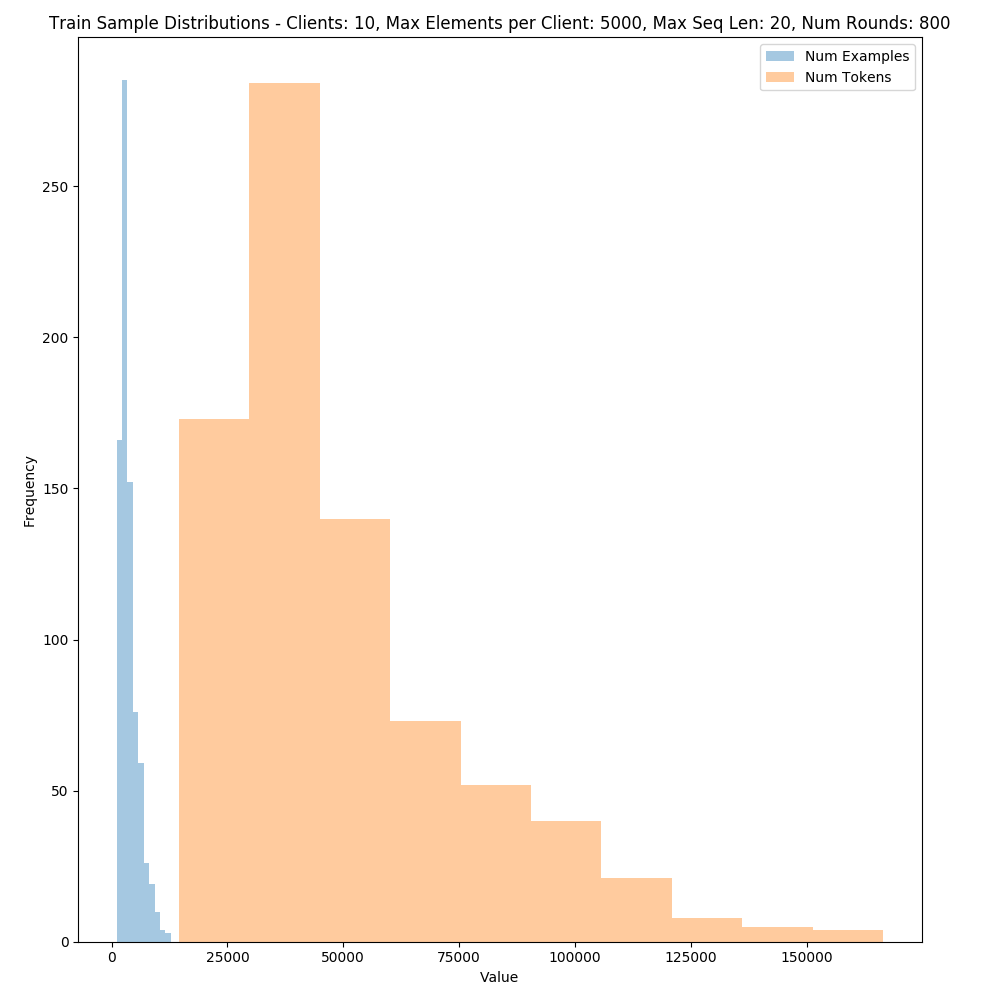 Train Sample Distributions - Clients: 10, Max Elements per Client: 5000, Max Seq Len: 20, Num Rounds: 800
Num Examples
Num Tokens
250
200
150
100
50
0
Frequency
0 25000 50000 75000 100000 125000 150000
Value